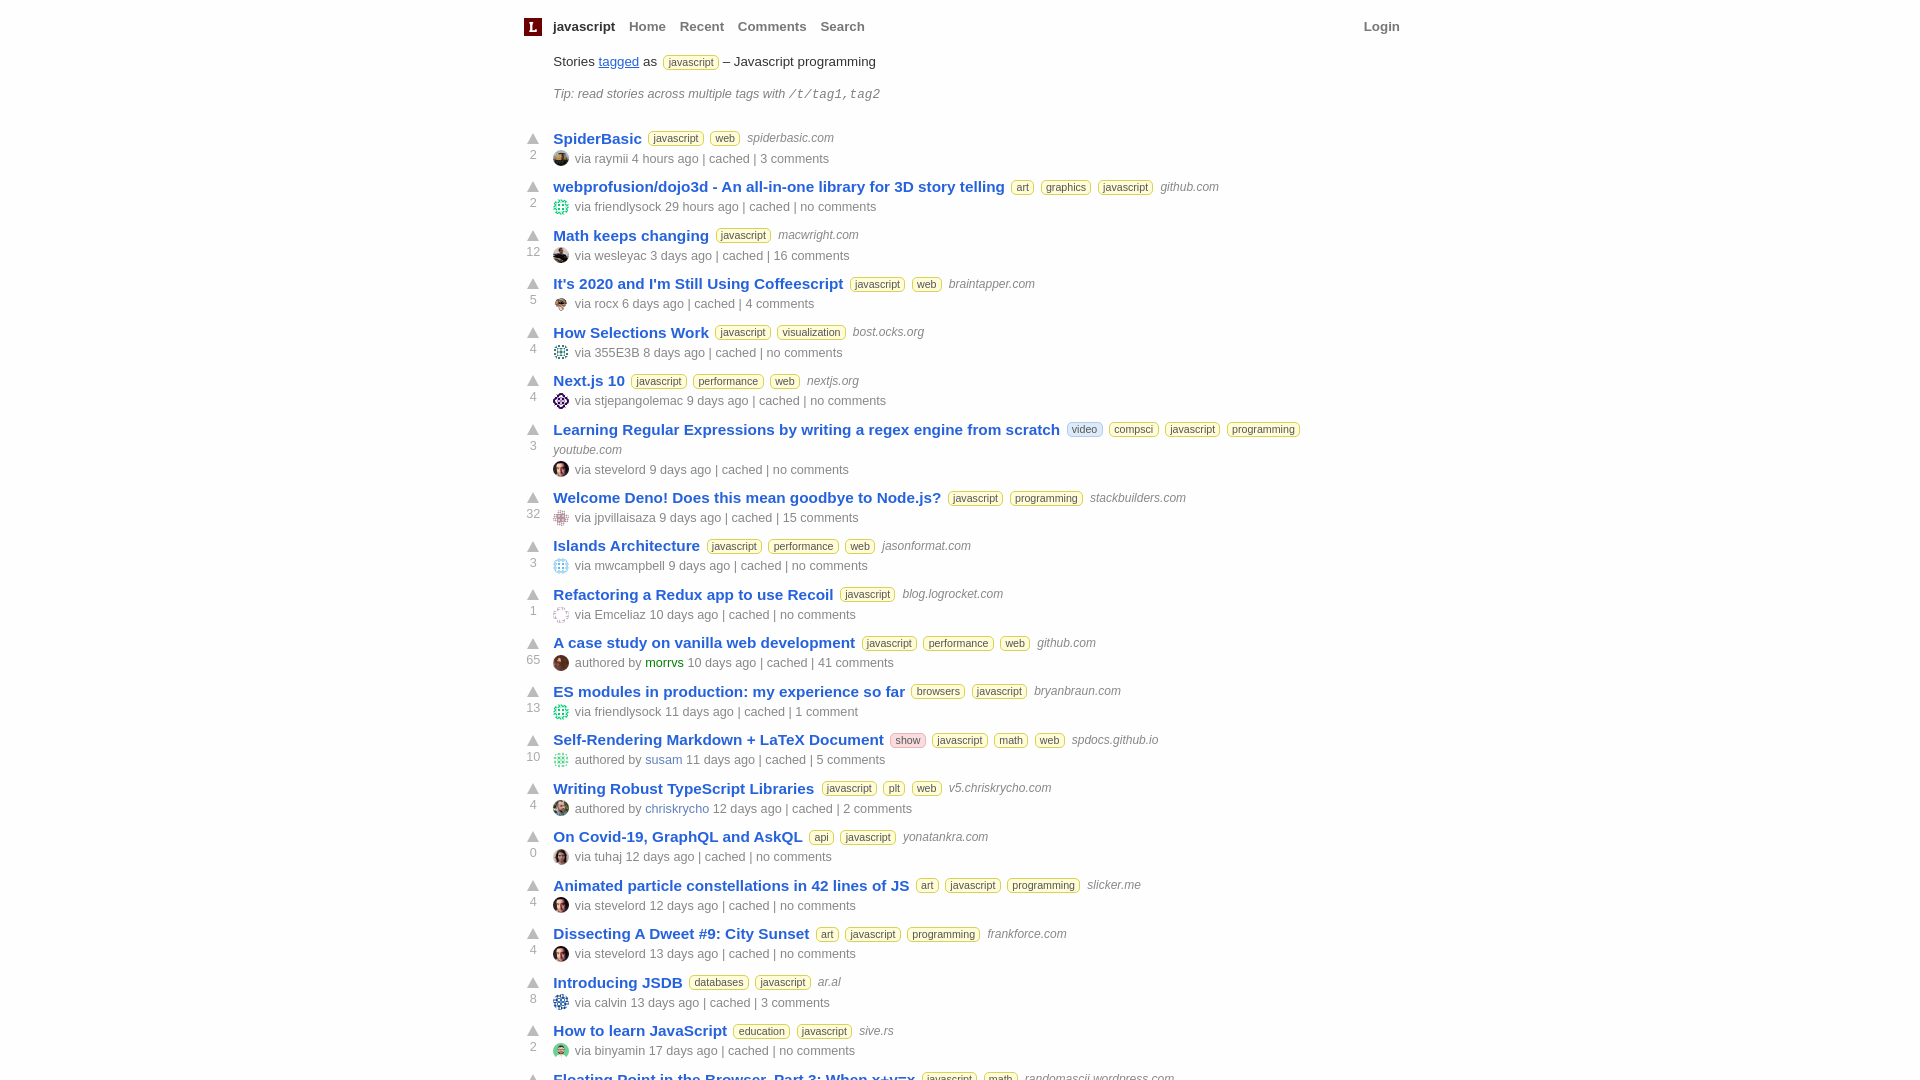 L javascript Home Recent Comments Search Login
Stories tagged as javascript – Javascript programming
Tip: read stories across multiple tags with /t/tag1,tag2
SpiderBasic javascript web spiderbasic.com
2 via raymii 4 hours ago | cached | 3 comments
webprofusion/dojo3d - An all-in-one library for 3D story telling art graphics javascript github.com
2 via friendlysock 29 hours ago | cached | no comments
Math keeps changing javascript macwright.com
12 via wesleyac 3 days ago | cached | 16 comments
It's 2020 and I'm Still Using Coffeescript javascript web braintapper.com
5 via rocx 6 days ago | cached | 4 comments
How Selections Work javascript visualization bost.ocks.org
4 via 355E3B 8 days ago | cached | no comments
Next.js 10 javascript performance web nextjs.org
4 via stjepangolemac 9 days ago | cached | no comments
Learning Regular Expressions by writing a regex engine from scratch video compsci javascript programming
3 youtube.com
via stevelord 9 days ago | cached | no comments
Welcome Deno! Does this mean goodbye to Node.js? javascript programming stackbuilders.com
32 via jpvillaisaza 9 days ago | cached | 15 comments
Islands Architecture javascript performance web jasonformat.com
3 via mwcampbell 9 days ago | cached | no comments
Refactoring a Redux app to use Recoil javascript blog.logrocket.com
1 via Emceliaz 10 days ago | cached | no comments
A case study on vanilla web development javascript performance web github.com
65 authored by morrvs 10 days ago | cached | 41 comments
ES modules in production: my experience so far browsers javascript bryanbraun.com
13 via friendlysock 11 days ago | cached | 1 comment
Self-Rendering Markdown + LaTeX Document show javascript math web spdocs.github.io
10 authored by susam 11 days ago | cached | 5 comments
Writing Robust TypeScript Libraries javascript plt web v5.chriskrycho.com
4 authored by chriskrycho 12 days ago | cached | 2 comments
On Covid-19, GraphQL and AskQL api javascript yonatankra.com
0 via tuhaj 12 days ago | cached | no comments
Animated particle constellations in 42 lines of JS art javascript programming slicker.me
4 via stevelord 12 days ago | cached | no comments
Dissecting A Dweet #9: City Sunset art javascript programming frankforce.com
4 via stevelord 13 days ago | cached | no comments
Introducing JSDB databases javascript ar.al
8 via calvin 13 days ago | cached | 3 comments
How to learn JavaScript education javascript sive.rs
2 via binyamin 17 days ago | cached | no comments
Floating Point in the Browser, Part 3: When x+y=x javascript math randomascii.wordpress.com